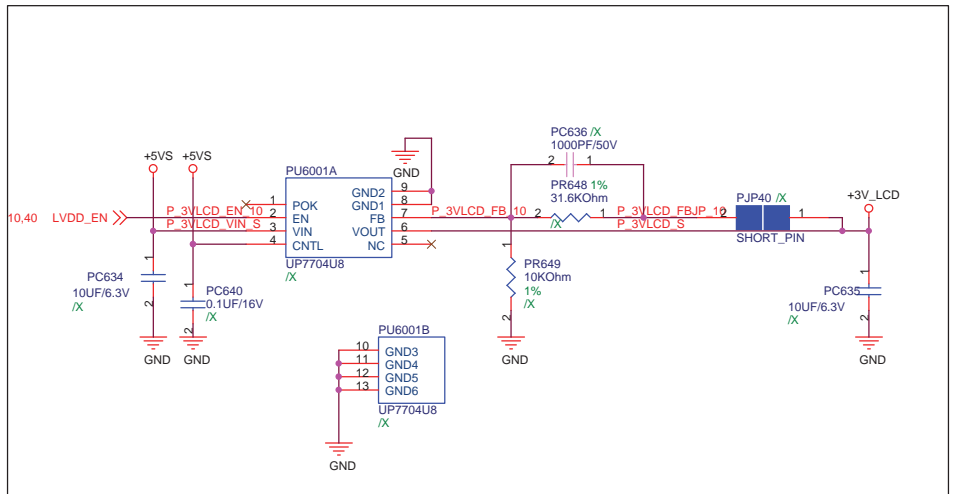 PC636 /X
1000PF/50V
2 1
+5VS +5VS
GND
PU6001A
PR648 1%
31.6KOhm
10,40 LVDD_EN
P_3VLCD_EN_10
P_3VLCD_VIN_S
1 POK
2 EN
3 VIN
4 CNTL
GND2 9
GND1 8
FB 7
VOUT 6
NC 5
UP7704U8
/X
P_3VLCD_FB_10
2 1
/X
P_3VLCD_FBJP_10
P_3VLCD_S
PJP40 /X
2 1
SHORT_PIN
+3V_LCD
1
PC634
10UF/6.3V
/X
2
GND
1
PC640
0.1UF/16V
/X
2
GND
1
PR649
10KOhm
1%
/X
2
GND
1
PC635
10UF/6.3V
/X
2
GND
PU6001B
10 GND3
11 GND4
12 GND5
13 GND6
UP7704U8
/X
GND